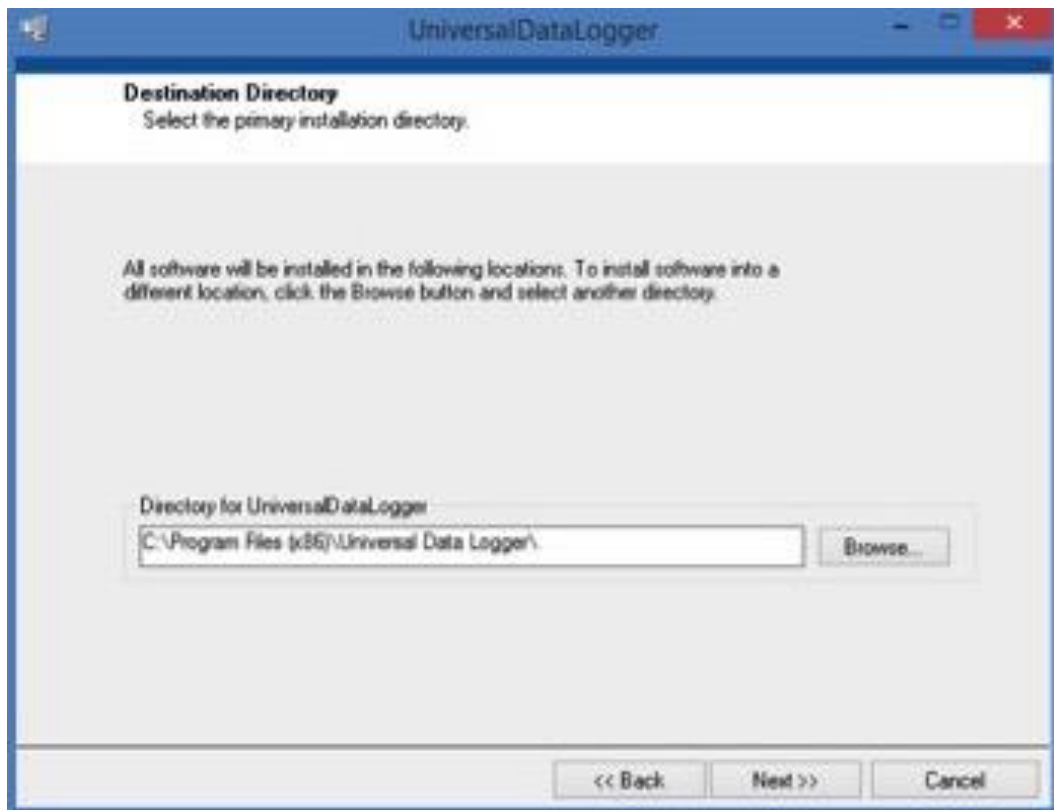 UniversalDataLogger
Destination Directory
Select the primary installation directory.
All software will be installed in the following locations. To install software into a
different location, click the Browse button and select another directory.
Directory for UniversalDataLogger
C:\Program Files (x86)\Universal Data Logger\
Browse...
<< Back
Next >>
Cancel